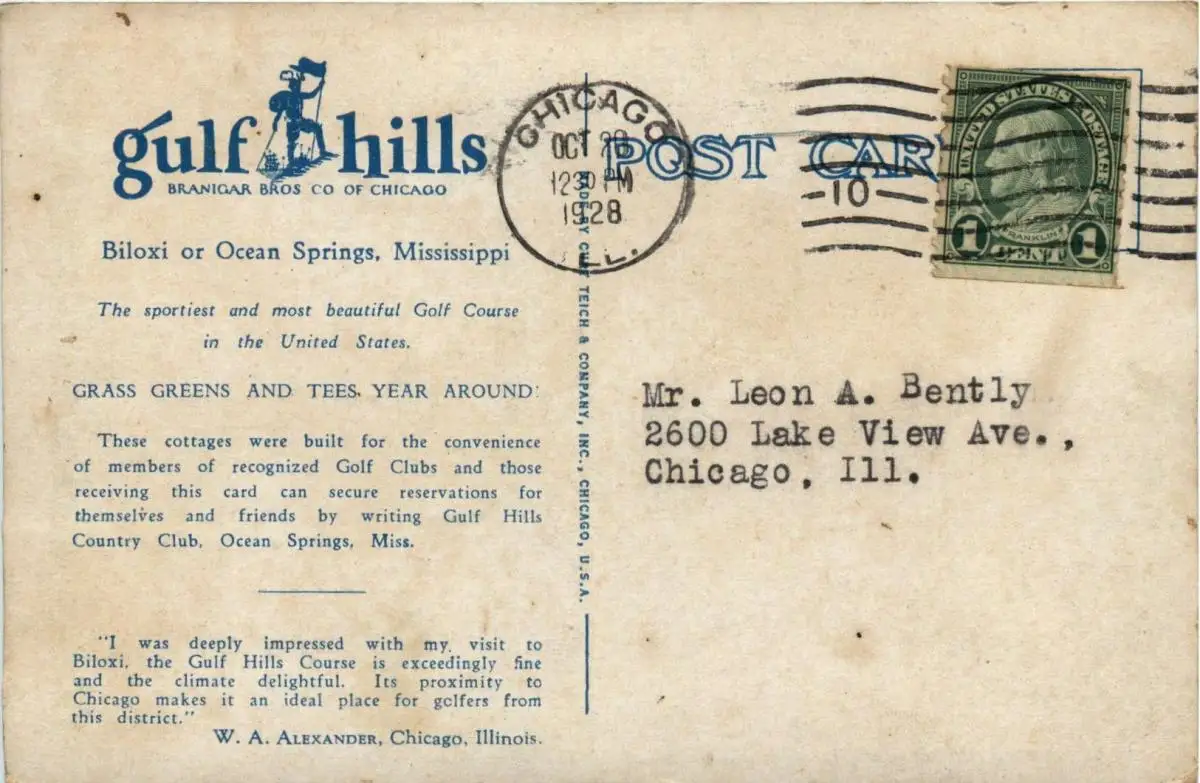 gulf hills
BRANIGAR BROS CO OF CHICAGO
Biloxi or Ocean Springs, Mississippi
The sportiest and most beautiful Golf Course
in the United States.
GRASS GREENS AND TEES, YEAR AROUND
These cottages were built for the convenience
of members of recognized Golf Clubs and those
receiving this card can secure reservations for
themselves and friends by writing Gulf Hills
Country Club, Ocean Springs, Miss.
"I was deeply impressed with my visit to
Biloxi, the Gulf Hills Course is exceedingly fine
and the climate delightful. Its proximity to
Chicago makes it an ideal place for golfers from
this district."
W. A. ALEXANDER, Chicago, Illinois.
MADE BY CURT TEICH & COMPANY, INC., CHICAGO, U.S.A.
CHICAGO
OCT
1230 PM
1928
ILL.
POST CAR
10
UNITED STATES POSTAGE
FRANKLIN
1 CENT 1
Mr. Leon A. Bently
2600 Lake View Ave.,
Chicago, Ill.